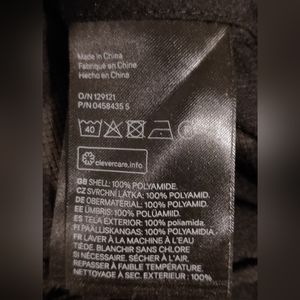 Made in China
Fabriqué en Chine
Hecho en China
O/N 129121
P/N 0458435 5
40
clevercare.info
GB SHELL: 100% POLYAMIDE.
CZ SVRCHNÍ LÁTKA: 100% POLYAMID.
DE OBERMATERIAL: 100% POLYAMID.
EE ÜMBRIS: 100% POLÜAMIID.
ES TELA EXTERIOR: 100% poliamida.
FI PÄÄLLISKANGAS: 100% POLYAMIDIA.
FR LAVER À LA MACHINE À L'EAU
TIÈDE. BLANCHIR SANS CHLORE
SI NÉCESSAIRE. SÉCHER À L'AIR.
REPASSER À FAIBLE TEMPÉRATURE.
NETTOYAGE À SEC. EXTÉRIEUR : 100%